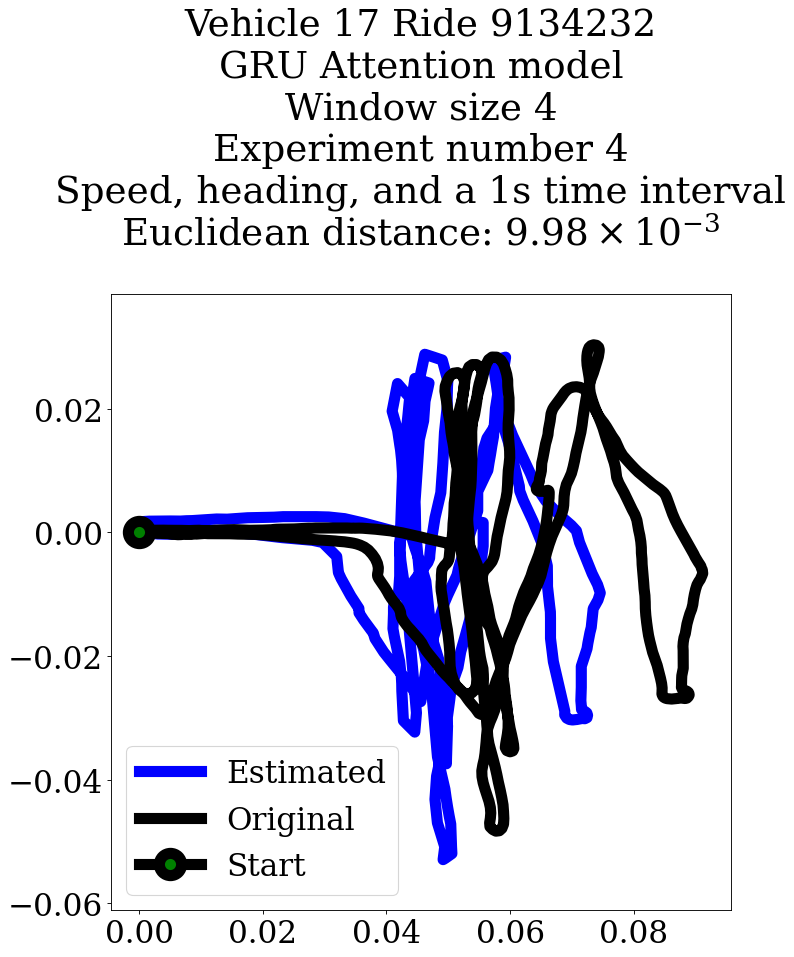 Vehicle 17 Ride 9134232
GRU Attention model
Window size 4
Experiment number 4
Speed, heading, and a 1s time interval
Euclidean distance: 9.98 × 10⁻³
0.02
0.00
−0.02
−0.04
−0.06
Estimated
Original
Start
0.00 0.02 0.04 0.06 0.08